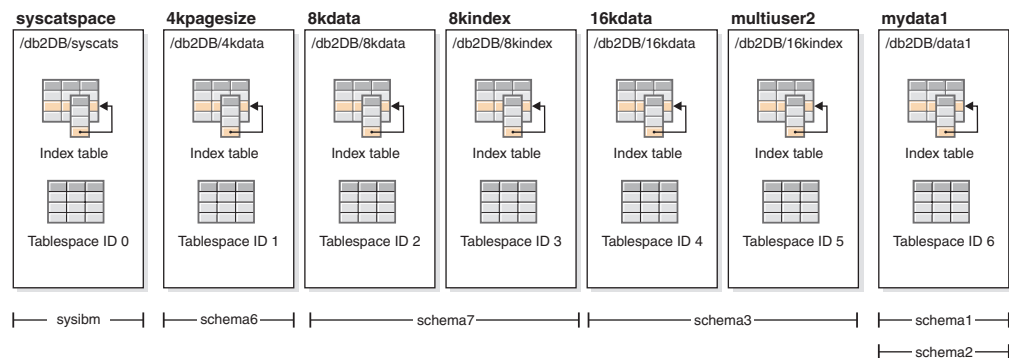 syscatspace 4kpagesize 8kdata 8kindex 16kdata multiuser2 mydata1
/db2DB/syscats /db2DB/4kdata /db2DB/8kdata /db2DB/8kindex /db2DB/16kdata /db2DB/16kindex /db2DB/data1
Index table Index table Index table Index table Index table Index table Index table
Tablespace ID 0 Tablespace ID 1 Tablespace ID 2 Tablespace ID 3 Tablespace ID 4 Tablespace ID 5 Tablespace ID 6
sysibm schema6 schema7 schema3 schema1
schema2